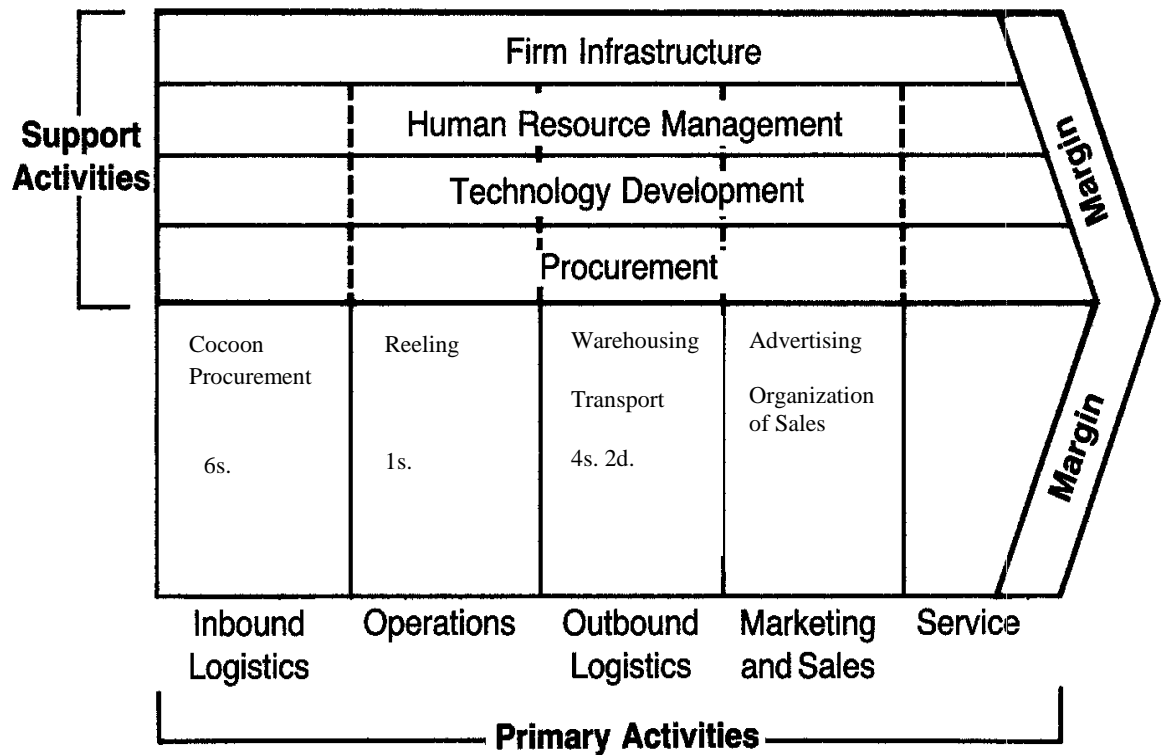 Firm Infrastructure
Human Resource Management
Technology Development
Procurement
Support
Activities
Margin
Cocoon
Procurement
6s.
Reeling
1s.
Warehousing
Transport
4s. 2d.
Advertising
Organization
of Sales
Margin
Inbound
Logistics
Operations
Outbound
Logistics
Marketing
and Sales
Service
Primary Activities